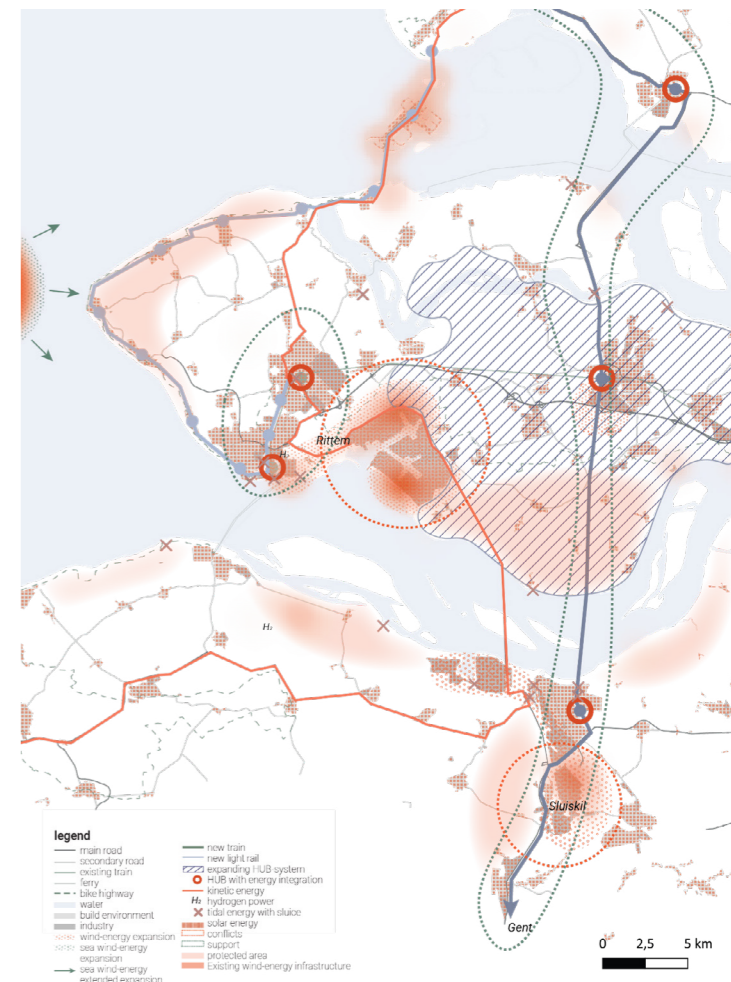 Rittem
H₂
H₂
Sluiskil
Gent
0 2,5 5 km
legend
main road
secondary road
existing train
ferry
bike highway
water
build environment
industry
wind-energy expansion
sea wind-energy
expansion
sea wind-energy
extended expansion
new train
new light rail
expanding HUB-system
HUB with energy integration
kinetic energy
H₂ hydrogen power
tidal energy with sluice
solar energy
conflicts
support
protected area
Existing wind-energy infrastructure